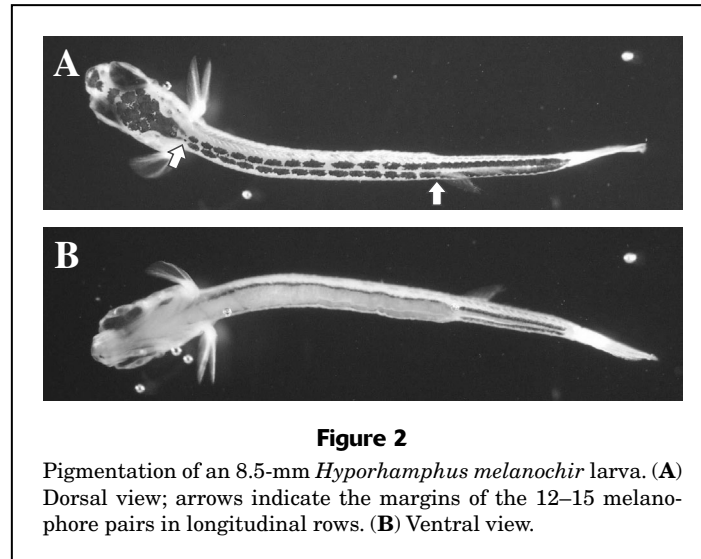 A
B
Figure 2
Pigmentation of an 8.5-mm Hyporhamphus melanochir larva. (A)
Dorsal view; arrows indicate the margins of the 12–15 melano-
phore pairs in longitudinal rows. (B) Ventral view.